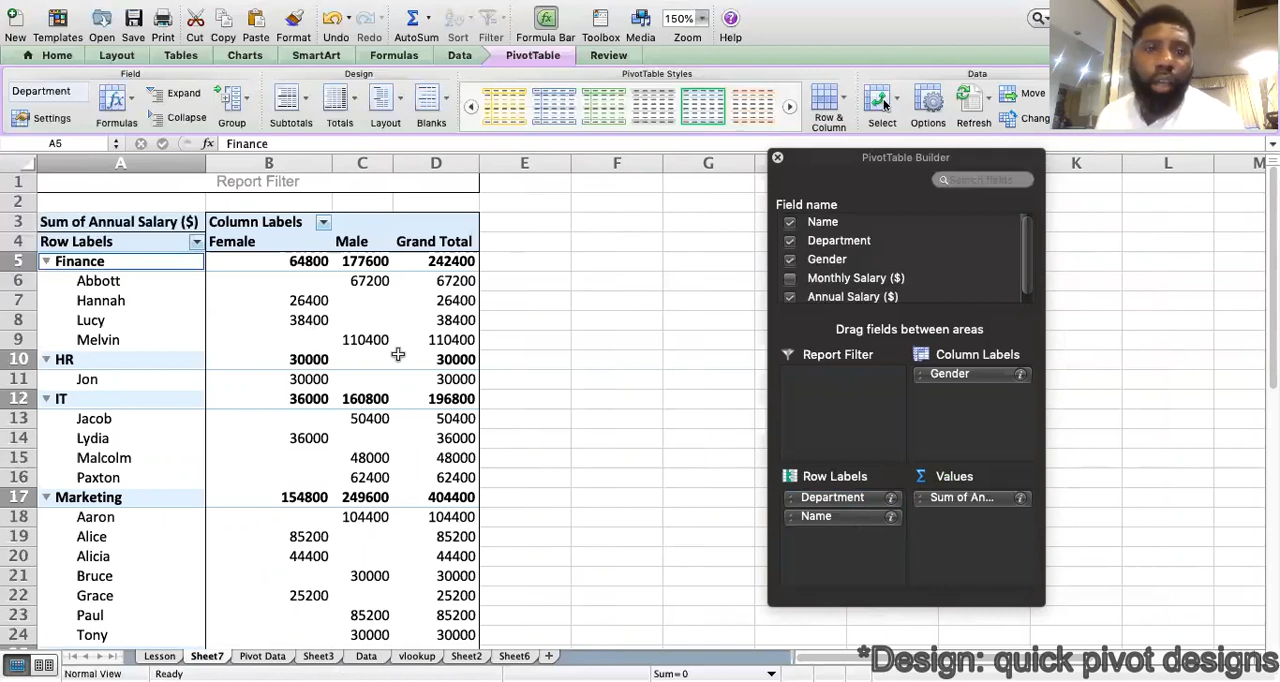 New Templates Open Save Print Cut Copy Paste Format Undo Redo AutoSum Sort Filter Formula Bar Toolbox Media 150% Zoom Help
Home Layout Tables Charts SmartArt Formulas Data PivotTable Review
Field Design PivotTable Styles Data
Department
Settings
Formulas
Expand
Collapse
Group
Subtotals Totals Layout Blanks
Row & Column
Select Options Refresh
Move
Chang
A5 fx Finance
A B C D E F G K L M
1 Report Filter
2
3 Sum of Annual Salary ($) Column Labels
4 Row Labels Female Male Grand Total
5 Finance 64800 177600 242400
6 Abbott 67200 67200
7 Hannah 26400 26400
8 Lucy 38400 38400
9 Melvin 110400 110400
10 HR 30000 30000
11 Jon 30000 30000
12 IT 36000 160800 196800
13 Jacob 50400 50400
14 Lydia 36000 36000
15 Malcolm 48000 48000
16 Paxton 62400 62400
17 Marketing 154800 249600 404400
18 Aaron 104400 104400
19 Alice 85200 85200
20 Alicia 44400 44400
21 Bruce 30000 30000
22 Grace 25200 25200
23 Paul 85200 85200
24 Tony 30000 30000
PivotTable Builder
Search fields
Field name
Name
Department
Gender
Monthly Salary ($)
Annual Salary ($)
Drag fields between areas
Report Filter Column Labels
Gender
Row Labels Values
Department Sum of An...
Name
Lesson Sheet7 Pivot Data Sheet3 Data vlookup Sheet2 Sheet6
Normal View Ready Sum=0
*Design: quick pivot designs